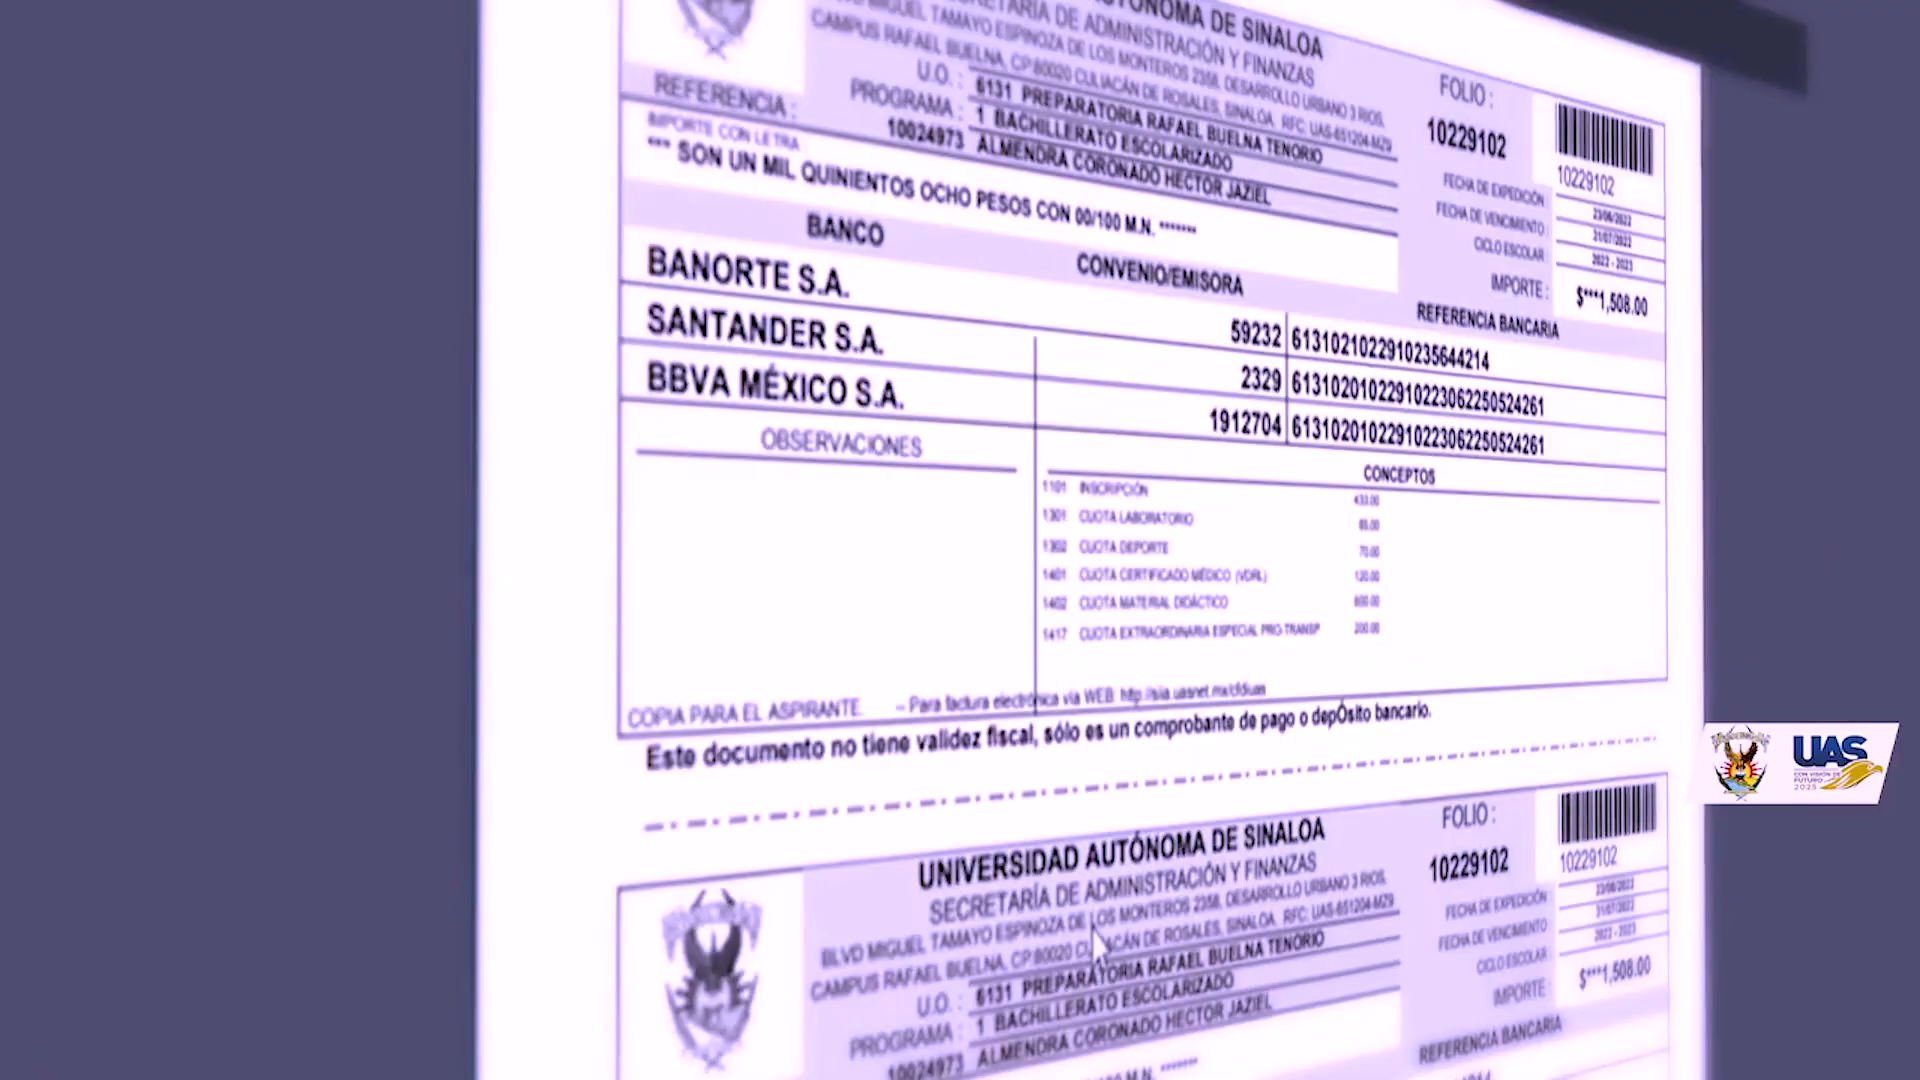 AUTÓNOMA DE SINALOA
SECRETARÍA DE ADMINISTRACIÓN Y FINANZAS
BLVD MIGUEL TAMAYO ESPINOZA DE LOS MONTEROS 2358, DESARROLLO URBANO 3 RIOS,
CAMPUS RAFAEL BUELNA, CP:80020 CULIACÁN DE ROSALES, SINALOA, RFC: UAS-651204-MZ9
U.O. : 6131 PREPARATORIA RAFAEL BUELNA TENORIO
PROGRAMA : 1 BACHILLERATO ESCOLARIZADO
REFERENCIA : 10024973 ALMENDRA CORONADO HECTOR JAZIEL
FOLIO :
10229102
10229102
IMPORTE CON LETRA
*** SON UN MIL QUINIENTOS OCHO PESOS CON 00/100 M.N. *******
FECHA DE EXPEDICIÓN : 23/06/2022
FECHA DE VENCIMIENTO : 31/07/2022
CICLO ESCOLAR : 2022 - 2023
IMPORTE : $***1,508.00
BANCO CONVENIO/EMISORA REFERENCIA BANCARIA
BANORTE S.A. 59232 6131021022910235644214
SANTANDER S.A. 2329 613102010229102230622505​24261
BBVA MÉXICO S.A. 1912704 61310201022910223062250524261
OBSERVACIONES
CONCEPTOS
1101 INSCRIPCIÓN 433.00
1301 CUOTA LABORATORIO 85.00
1302 CUOTA DEPORTE 70.00
1401 CUOTA CERTIFICADO MÉDICO (VDRL) 120.00
1402 CUOTA MATERIAL DIDÁCTICO 600.00
1417 CUOTA EXTRAORDINARIA ESPECIAL PRO-TRANSP 200.00
COPIA PARA EL ASPIRANTE - Para factura electrónica vía WEB: http://siia.uasnet.mx/cfdiuas
Este documento no tiene validez fiscal, sólo es un comprobante de pago o depÓsito bancario.
UAS
CON VISIÓN DE
FUTURO
2025
UNIVERSIDAD AUTÓNOMA DE SINALOA
SECRETARÍA DE ADMINISTRACIÓN Y FINANZAS
BLVD MIGUEL TAMAYO ESPINOZA DE LOS MONTEROS 2358, DESARROLLO URBANO 3 RIOS,
CAMPUS RAFAEL BUELNA, CP:80020 CULIACÁN DE ROSALES, SINALOA, RFC: UAS-651204-MZ9
U.O. : 6131 PREPARATORIA RAFAEL BUELNA TENORIO
PROGRAMA : 1 BACHILLERATO ESCOLARIZADO
10024973 ALMENDRA CORONADO HECTOR JAZIEL
FOLIO :
10229102
10229102
FECHA DE EXPEDICIÓN : 23/06/2022
FECHA DE VENCIMIENTO : 31/07/2022
CICLO ESCOLAR : 2022 - 2023
IMPORTE : $***1,508.00
M.N. *******
REFERENCIA BANCARIA